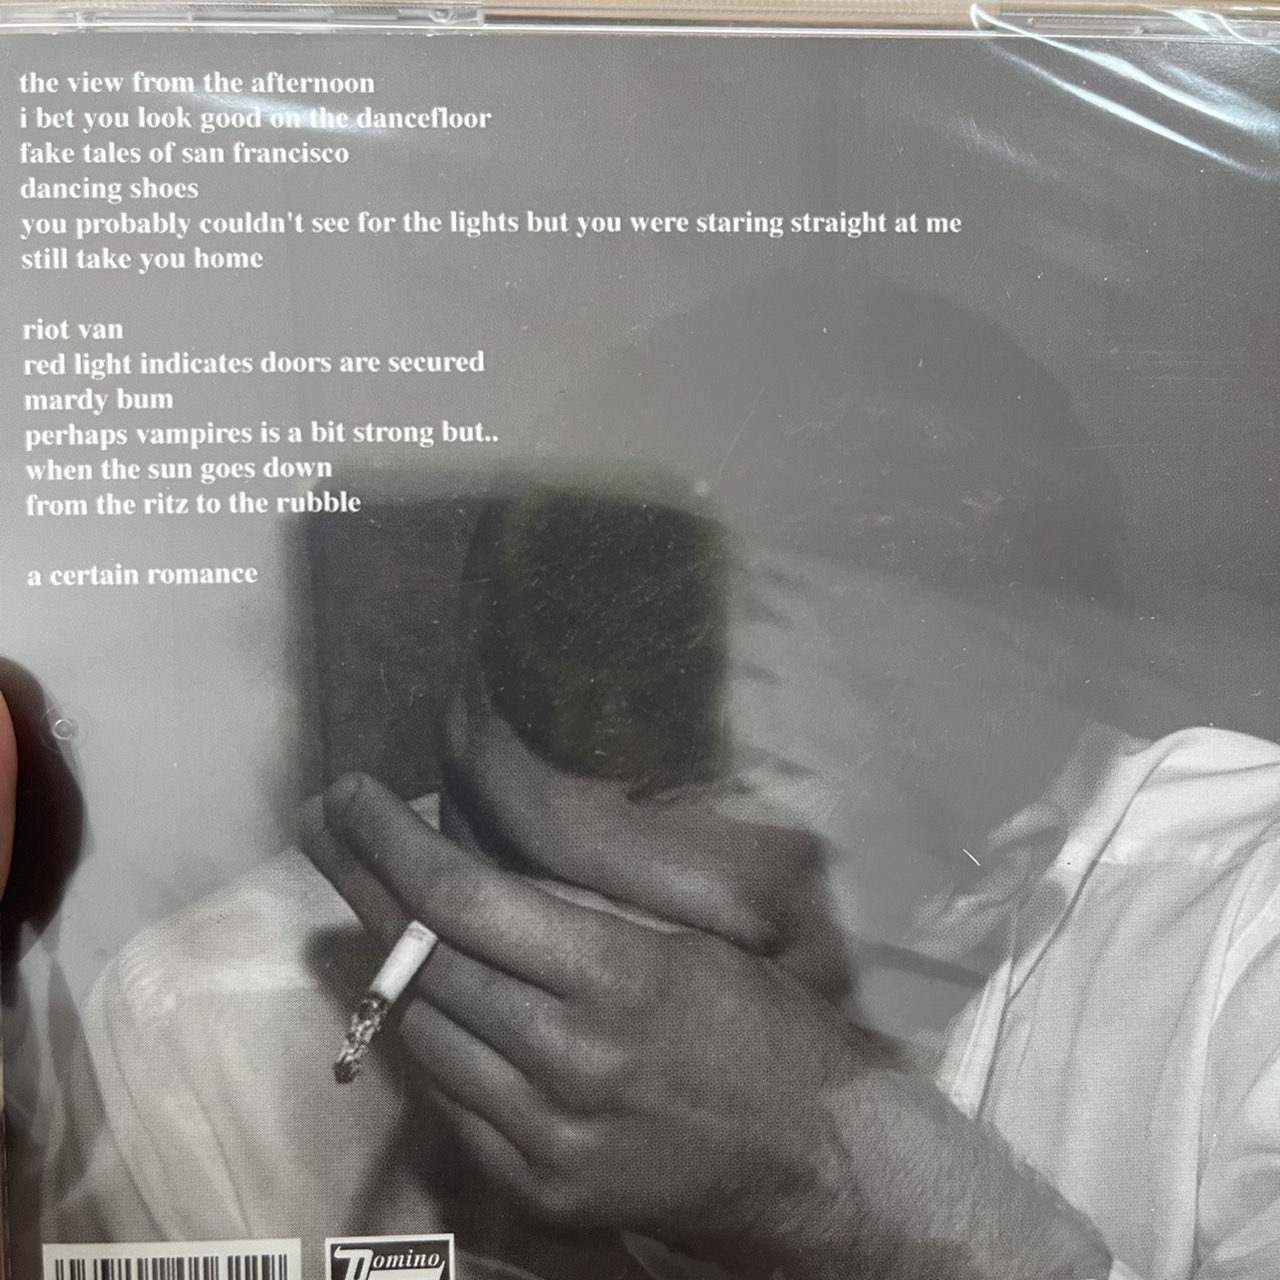 the view from the afternoon
i bet you look good on the dancefloor
fake tales of san francisco
dancing shoes
you probably couldn't see for the lights but you were staring straight at me
still take you home
riot van
red light indicates doors are secured
mardy bum
perhaps vampires is a bit strong but..
when the sun goes down
from the ritz to the rubble
a certain romance
Domino